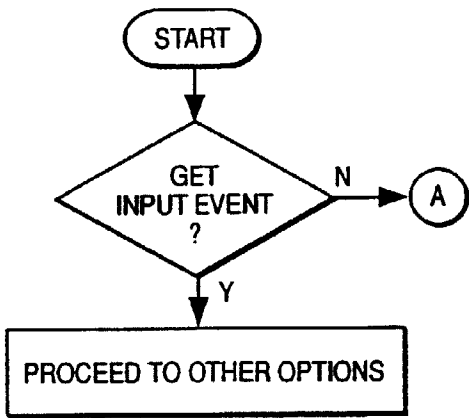 START
GET
INPUT EVENT
?
N
A
Y
PROCEED TO OTHER OPTIONS